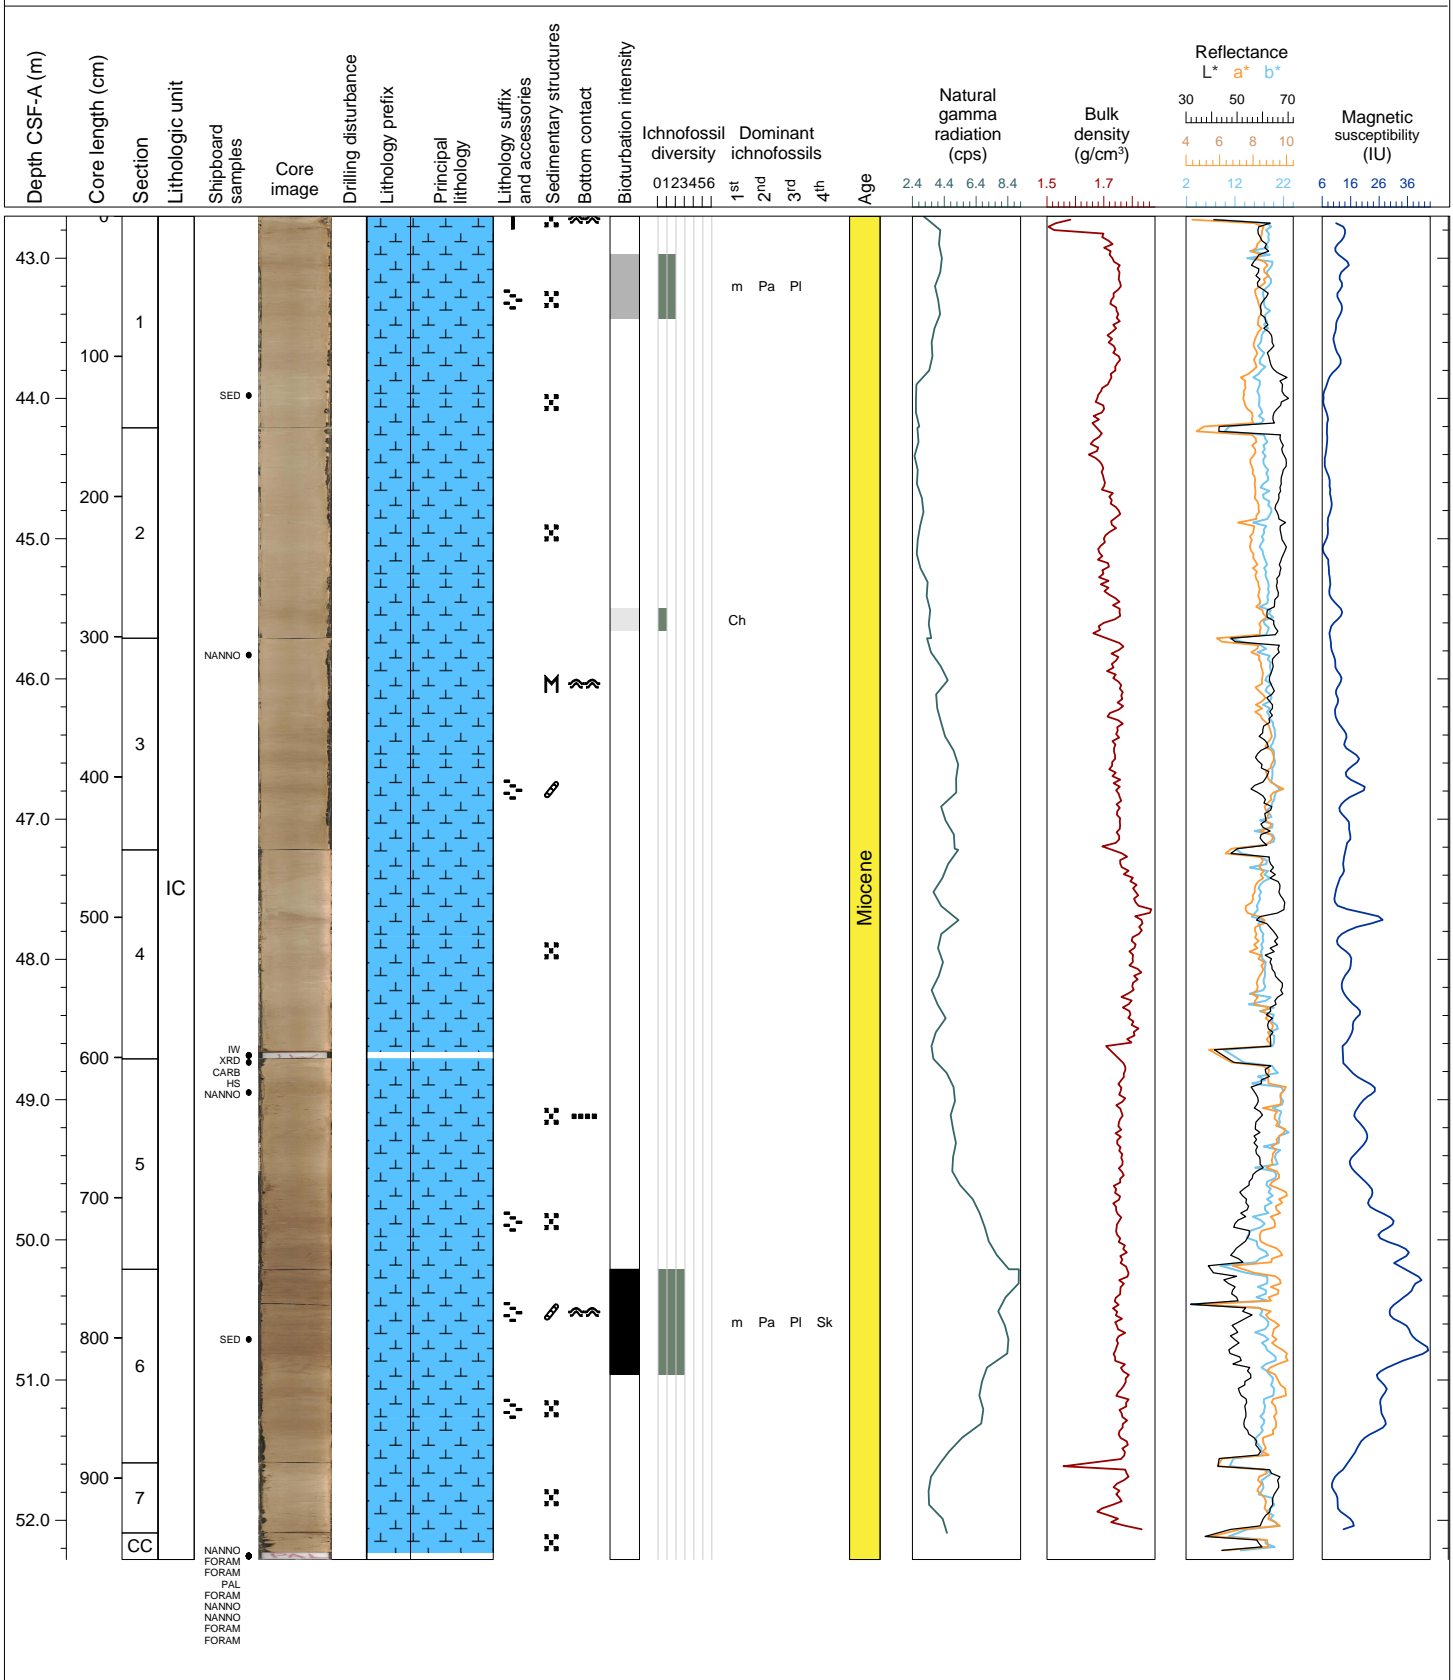 Depth CSF-A (m)
Core length (cm)
Section
Lithologic unit
Shipboard
samples
Core
image
Drilling disturbance
Lithology prefix
Principal
lithology
Lithology suffix
and accessories
Sedimentary structures
Bottom contact
Bioturbation intensity
Ichnofossil
diversity
0123456
Dominant
ichnofossils
1st
2nd
3rd
4th
Age
Natural
gamma
radiation
(cps)
2.4 4.4 6.4 8.4
Bulk
density
(g/cm³)
1.5 1.7
Reflectance
L* a* b*
30 50 70
4 6 8 10
2 12 22
Magnetic
susceptibility
(IU)
6 16 26 36
43.0
44.0
45.0
46.0
47.0
48.0
49.0
50.0
51.0
52.0
0
100
200
300
400
500
600
700
800
900
1
2
3
4
5
6
7
CC
IC
SED
NANNO
IW
XRD
CARB
HS
NANNO
SED
NANNO
FORAM
FORAM
PAL
FORAM
NANNO
NANNO
FORAM
FORAM
m Pa Pl
Ch
m Pa Pl Sk
Miocene